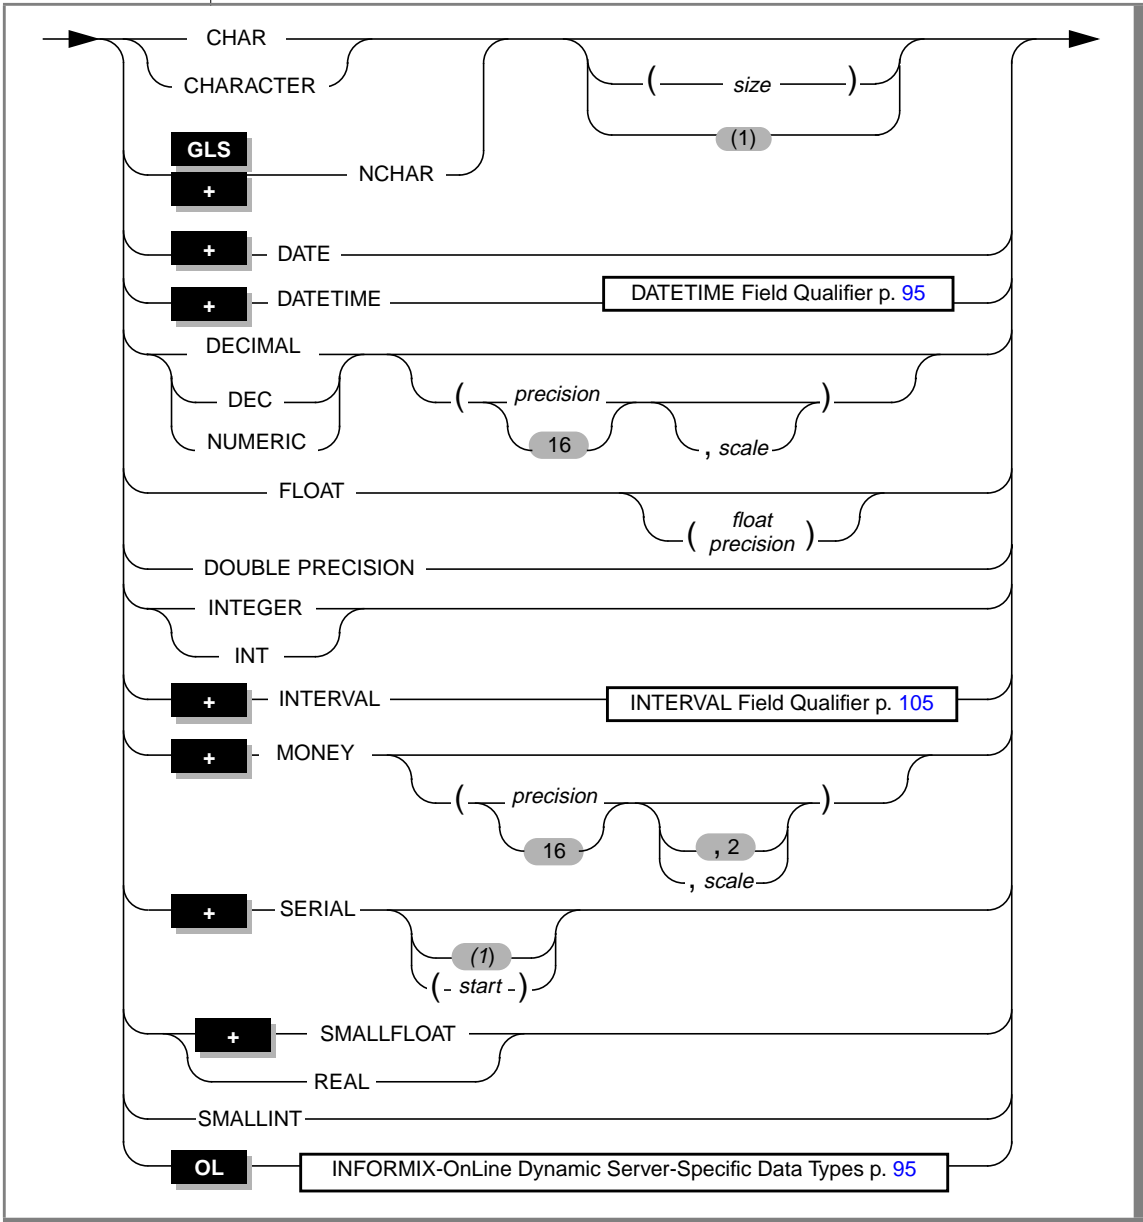 CHAR
CHARACTER
( size )
(1)
GLS
+
NCHAR
+ DATE
+ DATETIME DATETIME Field Qualifier p. 95
DECIMAL
DEC
NUMERIC
( precision )
16
, scale
FLOAT
( float precision )
DOUBLE PRECISION
INTEGER
INT
+ INTERVAL INTERVAL Field Qualifier p. 105
+ MONEY
( precision )
16
, 2
, scale
+ SERIAL
(1)
( start )
+ SMALLFLOAT
REAL
SMALLINT
OL INFORMIX-OnLine Dynamic Server-Specific Data Types p. 95